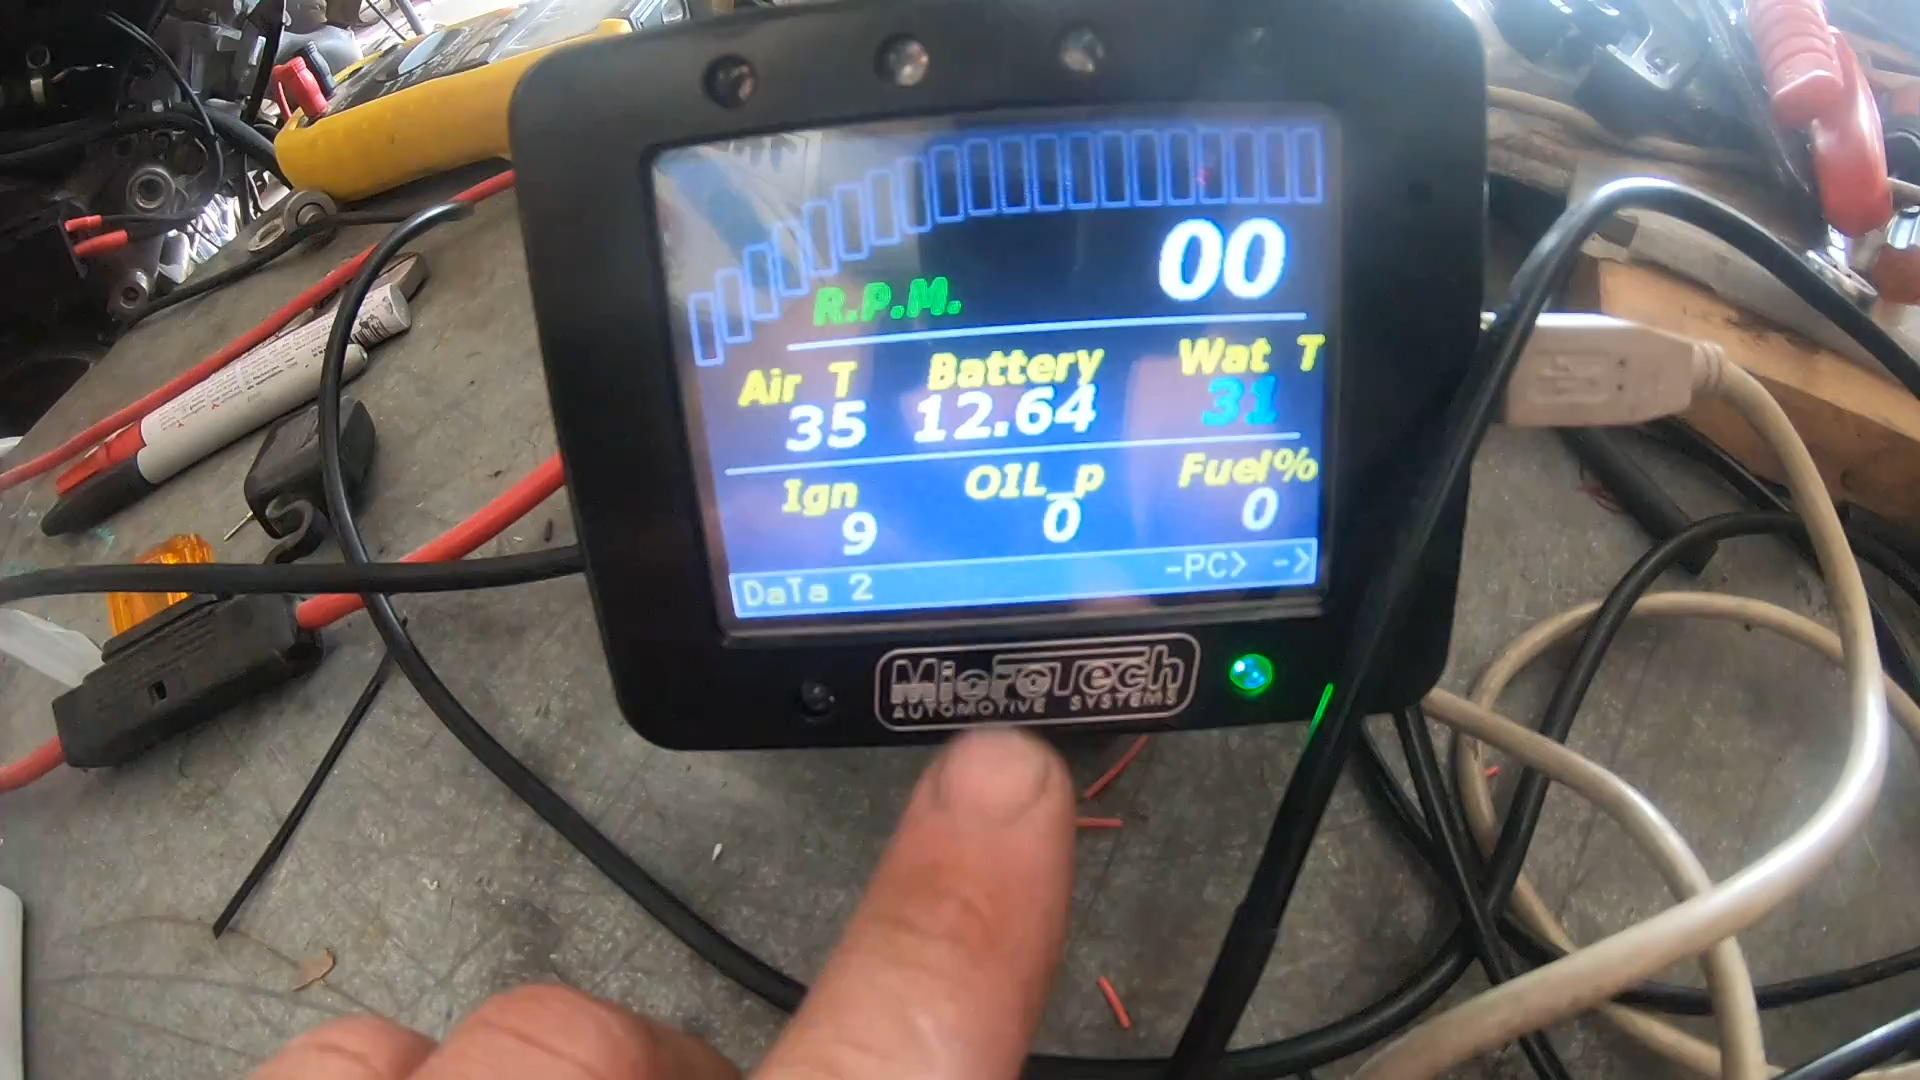 00
R.P.M.
Air T Battery Wat T
35 12.64 31
Ign OIL_p Fuel%
9 0 0
DaTa 2 -PC> ->
MicroTech
AUTOMOTIVE SYSTEMS